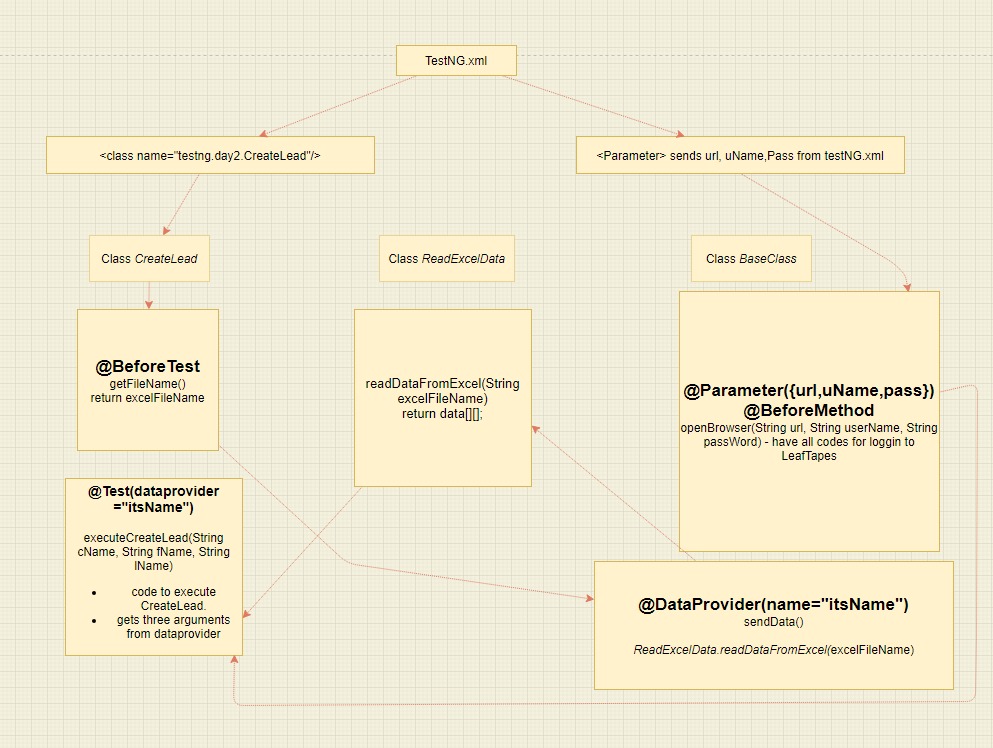 TestNG.xml
<class name="testng.day2.CreateLead"/>
<Parameter> sends url, uName,Pass from testNG.xml
Class CreateLead
Class ReadExcelData
Class BaseClass
@BeforeTest
getFileName()
return excelFileName
readDataFromExcel(String
excelFileName)
return data[][];
@Parameter({url,uName,pass})
@BeforeMethod
openBrowser(String url, String userName, String
passWord) - have all codes for loggin to
LeafTapes
@Test(dataprovider
="itsName")
executeCreateLead(String
cName, String fName, String
lName)
• code to execute
CreateLead.
• gets three arguments
from dataprovider
@DataProvider(name="itsName")
sendData()
ReadExcelData.readDataFromExcel(excelFileName)